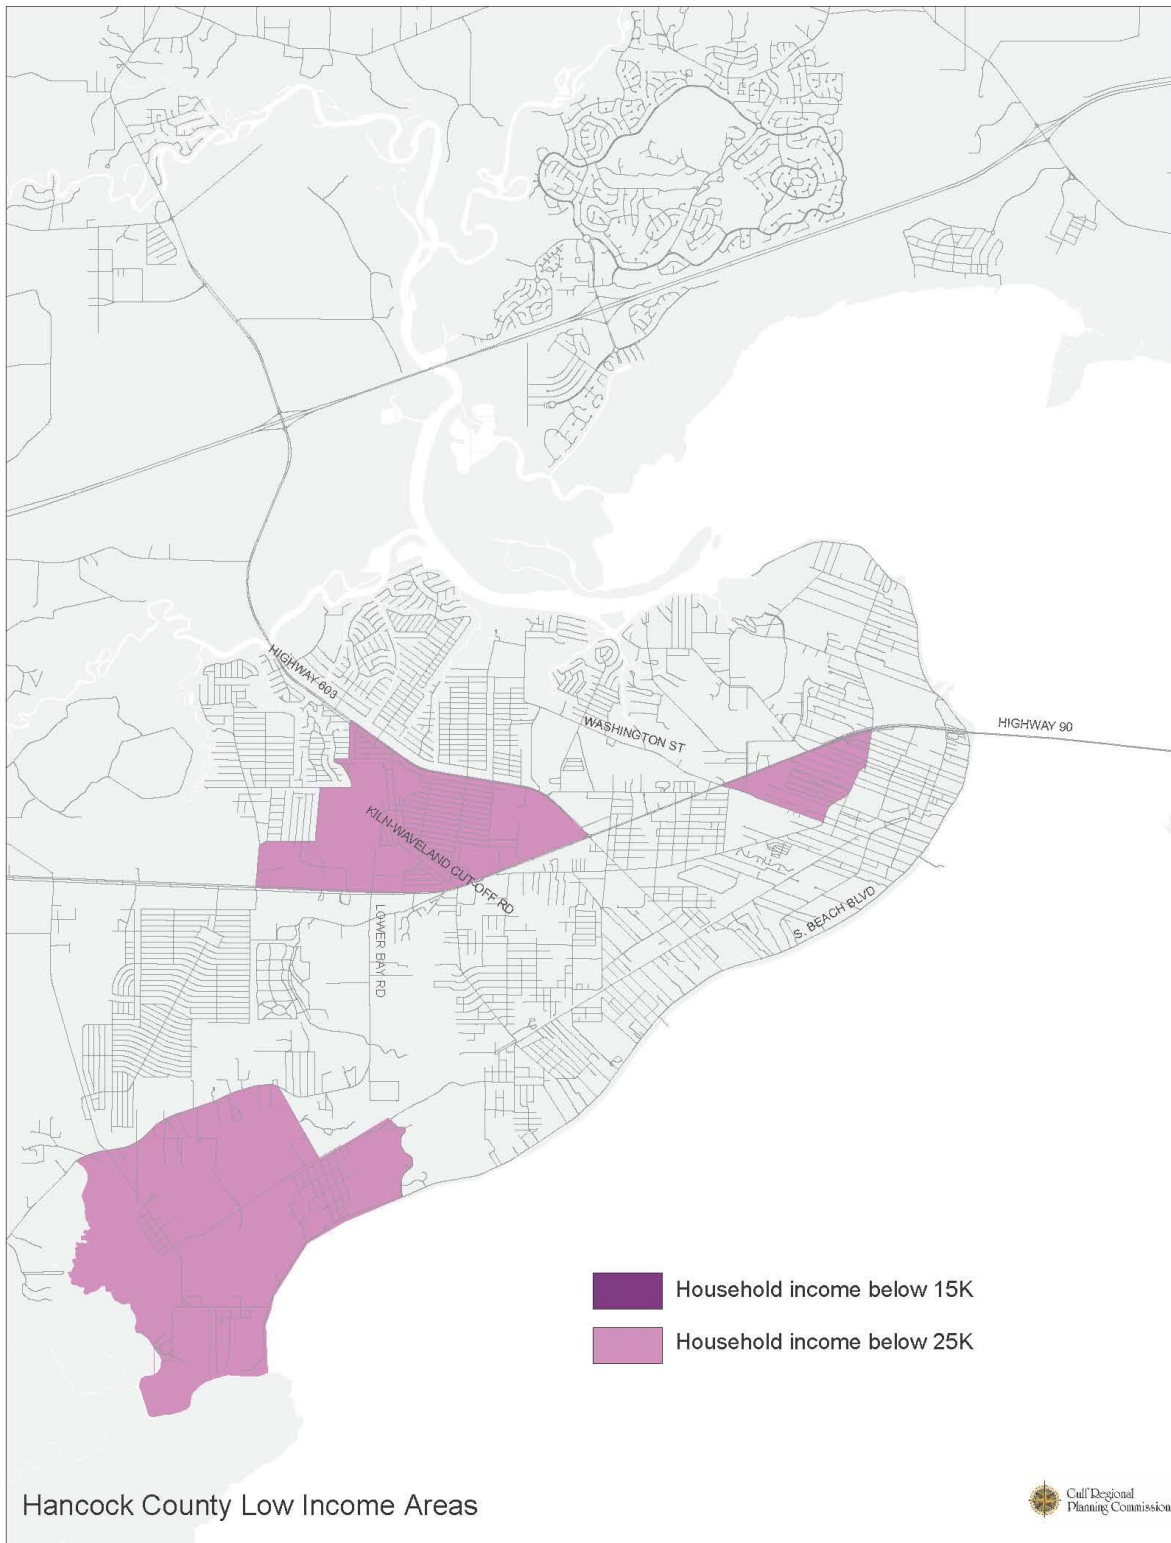 HIGHWAY 603
WASHINGTON ST
HIGHWAY 90
KILN-WAVELAND CUT-OFF RD
LOWER BAY RD
S. BEACH BLVD
Household income below 15K
Household income below 25K
Hancock County Low Income Areas
Gulf Regional
Planning Commission